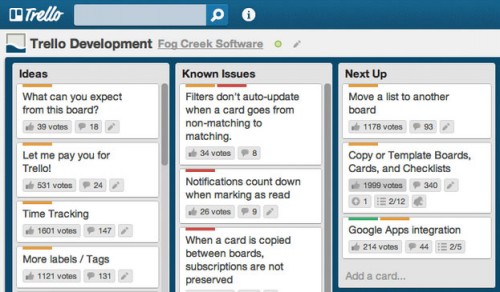 Trello
Trello Development Fog Creek Software
Ideas
What can you expect
from this board?
39 votes 18
Let me pay you for
Trello!
531 votes 24
Time Tracking
1601 votes 147
More labels / Tags
1121 votes 131
Known Issues
Filters don't auto-update
when a card goes from
non-matching to
matching.
34 votes 8
Notifications count down
when marking as read
26 votes 9
When a card is copied
between boards,
subscriptions are not
preserved
Next Up
Move a list to another
board
1178 votes 93
Copy or Template Boards,
Cards, and Checklists
1999 votes 340
1 2/12
Google Apps integration
214 votes 44 2/5
Add a card...